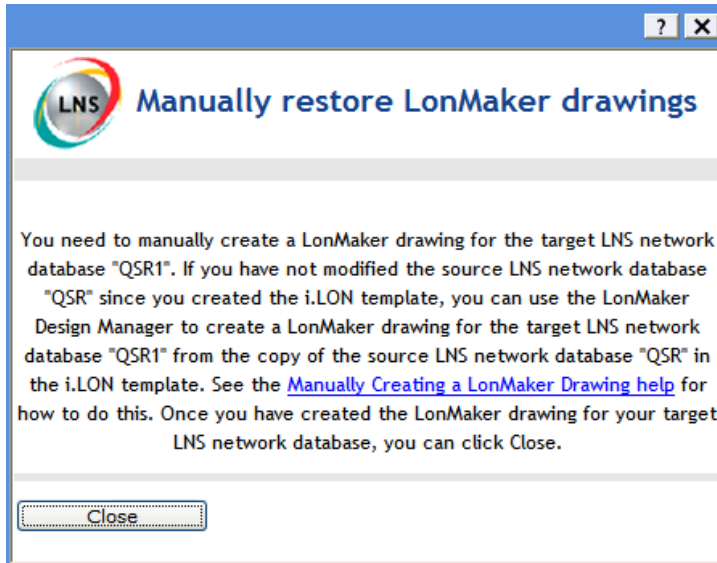 ?
LNS Manually restore LonMaker drawings
You need to manually create a LonMaker drawing for the target LNS network
database "QSR1". If you have not modified the source LNS network database
"QSR" since you created the i.LON template, you can use the LonMaker
Design Manager to create a LonMaker drawing for the target LNS network
database "QSR1" from the copy of the source LNS network database "QSR" in
the i.LON template. See the Manually Creating a LonMaker Drawing help for
how to do this. Once you have created the LonMaker drawing for your target
LNS network database, you can click Close.
Close